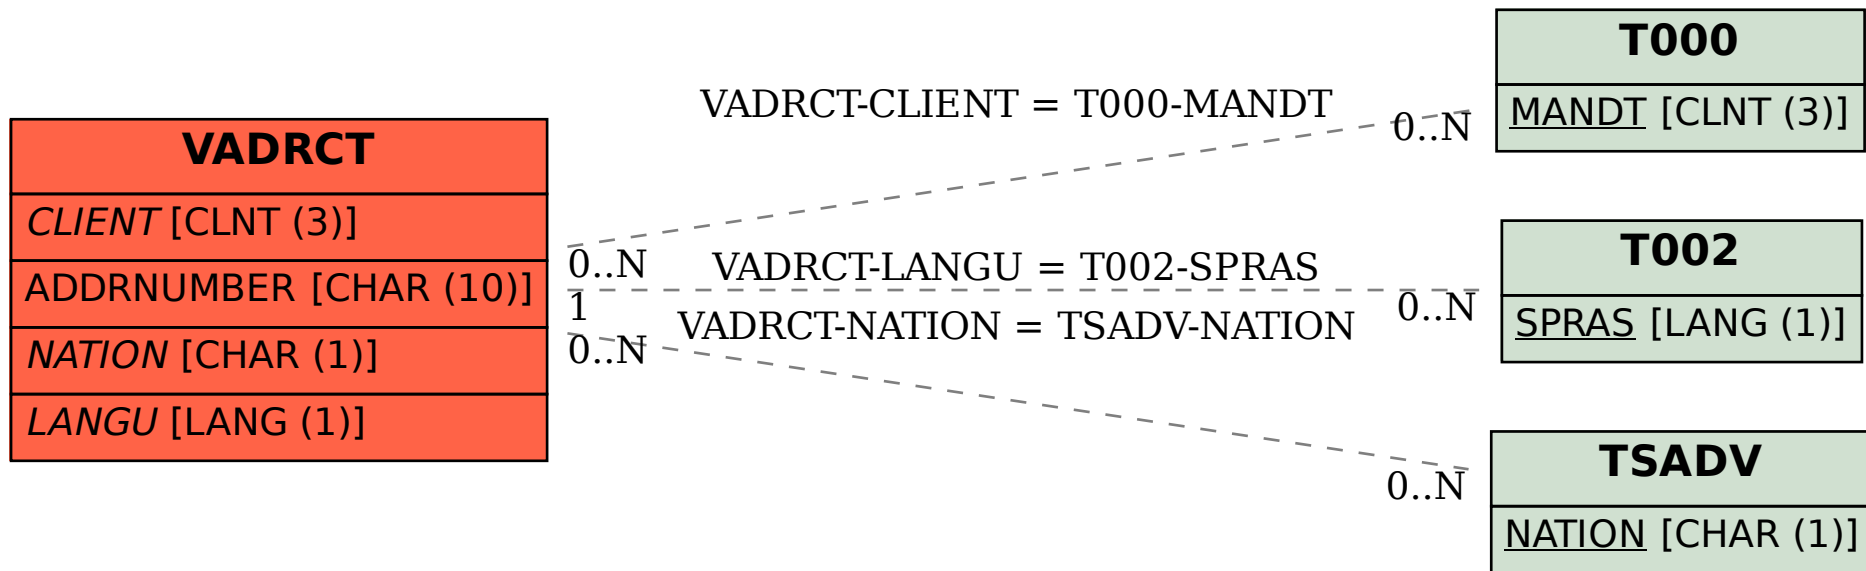 VADRCT
CLIENT [CLNT (3)]
ADDRNUMBER [CHAR (10)]
NATION [CHAR (1)]
LANGU [LANG (1)]
VADRCT-CLIENT = T000-MANDT
0..N
0..N
VADRCT-LANGU = T002-SPRAS
1
0..N
VADRCT-NATION = TSADV-NATION
0..N
0..N
T000
MANDT [CLNT (3)]
T002
SPRAS [LANG (1)]
TSADV
NATION [CHAR (1)]